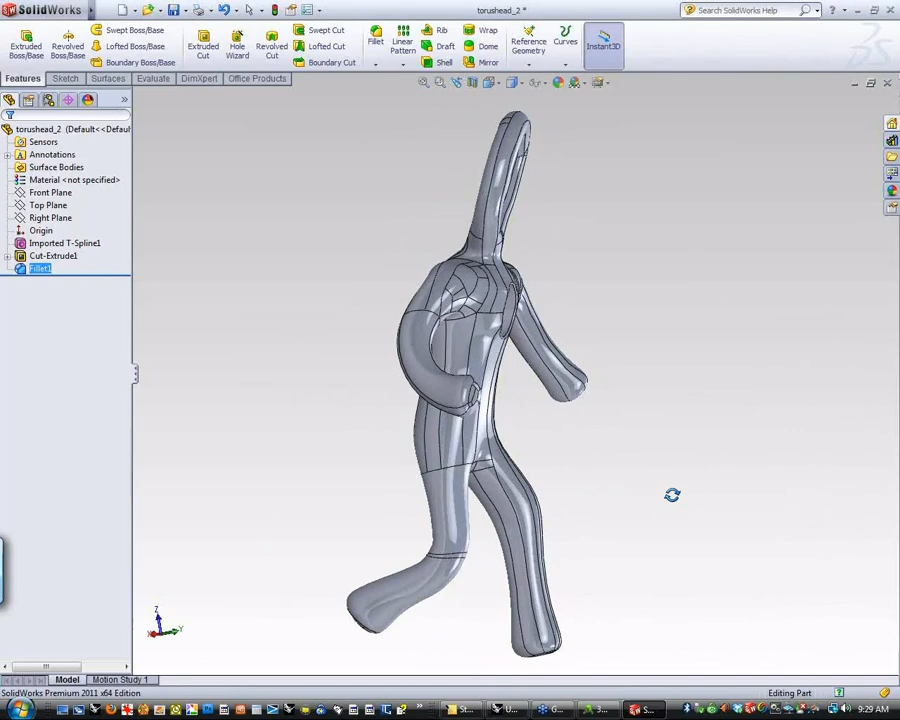 SolidWorks
torushead_2 *
Search SolidWorks Help
Extruded Boss/Base
Revolved Boss/Base
Swept Boss/Base
Lofted Boss/Base
Boundary Boss/Base
Extruded Cut
Hole Wizard
Revolved Cut
Swept Cut
Lofted Cut
Boundary Cut
Fillet
Linear Pattern
Rib
Draft
Shell
Wrap
Dome
Mirror
Reference Geometry
Curves
Instant3D
Features
Sketch
Surfaces
Evaluate
DimXpert
Office Products
torushead_2 (Default<<Defau
Sensors
Annotations
Surface Bodies
Material <not specified>
Front Plane
Top Plane
Right Plane
Origin
Imported T-Spline1
Cut-Extrude1
Fillet1
Z
X
Y
Model
Motion Study 1
SolidWorks Premium 2011 x64 Edition
Editing Part
St...
U...
G...
3...
S...
9:29 AM